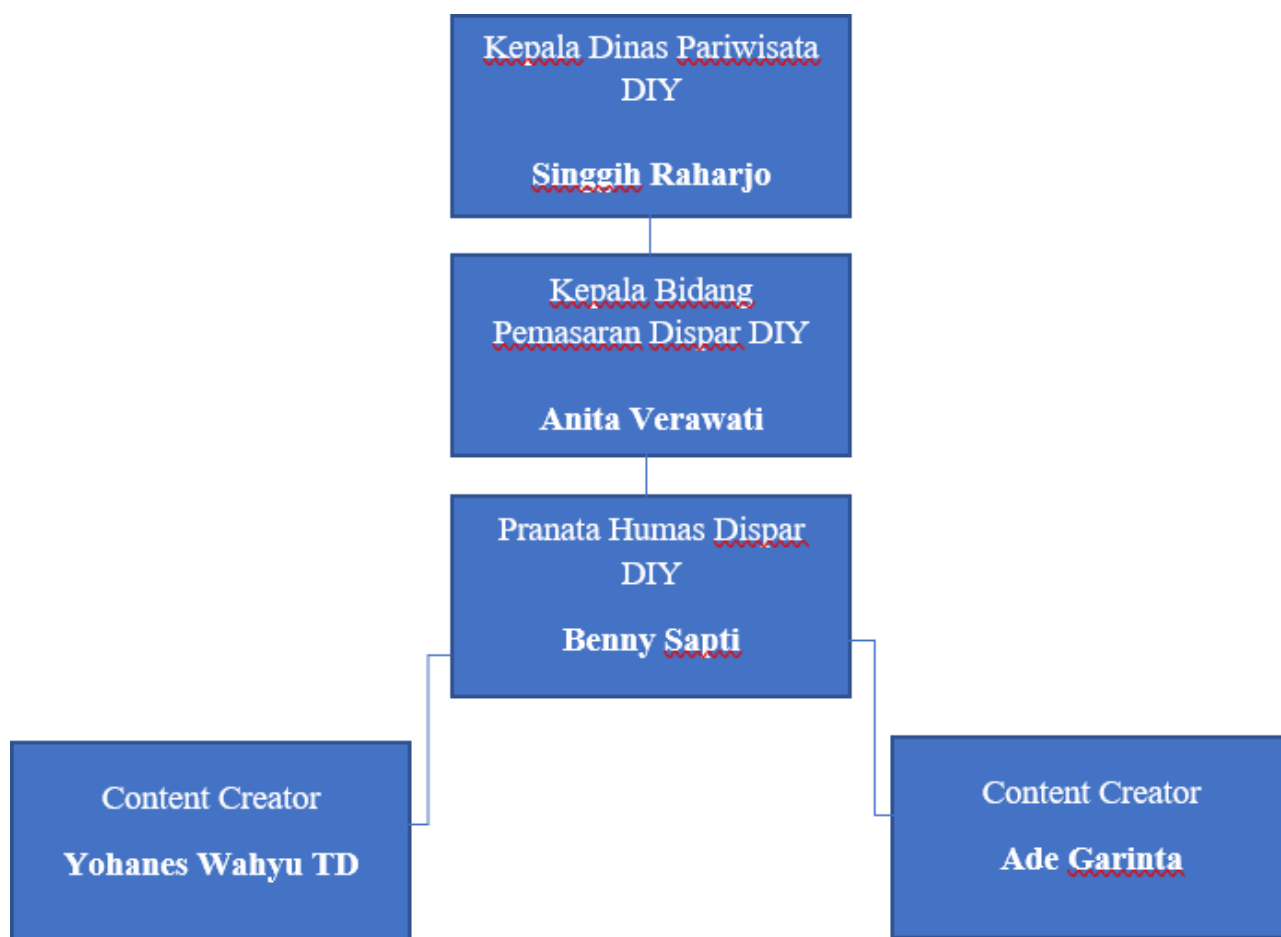 Kepala Dinas Pariwisata
DIY
Singgih Raharjo
Kepala Bidang
Pemasaran Dispar DIY
Anita Verawati
Pranata Humas Dispar
DIY
Benny Sapti
Content Creator
Yohanes Wahyu TD
Content Creator
Ade Garinta